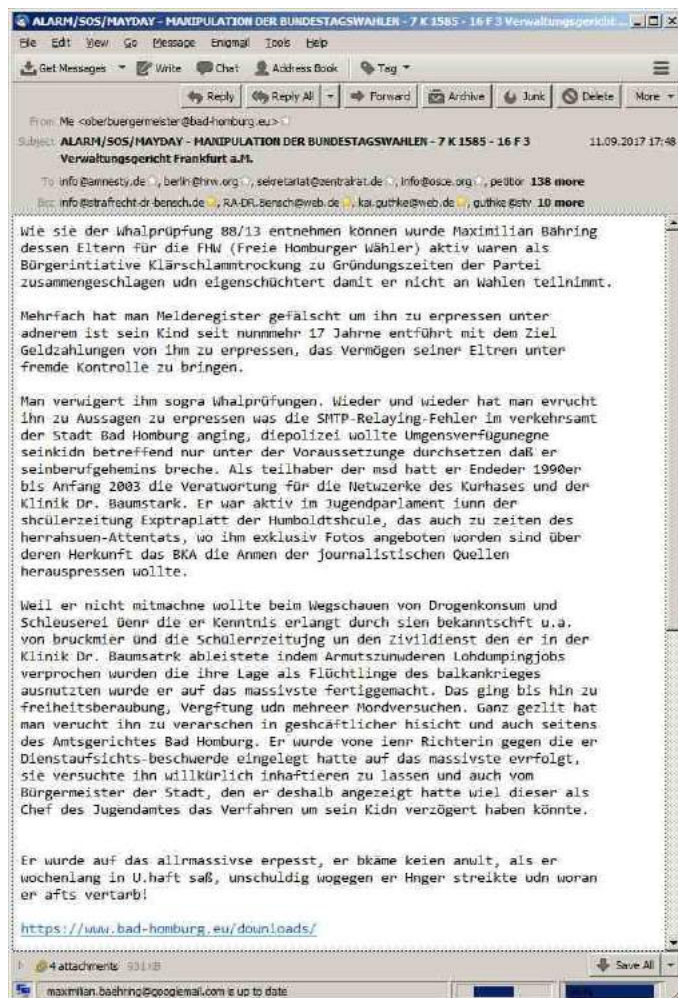 ALARM/SOS/MAYDAY - MANIPULATION DER BUNDESTAGSWAHLEN - 7 K 1585 - 16 F 3 Verwaltungsgericht ...
File Edit View Go Message Enigmail Tools Help
Get Messages Write Chat Address Book Tag
Reply Reply All Forward Archive Junk Delete More
From Me <oberbuergermeister@bad-homburg.eu>
Subject ALARM/SOS/MAYDAY - MANIPULATION DER BUNDESTAGSWAHLEN - 7 K 1585 - 16 F 3 11.09.2017 17:48
Verwaltungsgericht Frankfurt a.M.
To info@amnesty.de, berlin@hrw.org, sekretariat@zentralrat.de, info@osce.org, petitor 138 more
Bcc info@strafrecht-dr-bensch.de, RA-DR.Bensch@web.de, kai.guthke@web.de, guthke@stv 10 more
Wie sie der Whalprüpfung 88/13 entnehmen können wurde Maximilian Bähring
dessen Eltern für die FHW (Freie Homburger Wähler) aktiv waren als
Bürgerintiative Klärschlammtrockung zu Gründungszeiten der Partei
zusammengeschlagen udn eigenschüchtert damit er nicht an Wahlen teilnimmt.
Mehrfach hat man Melderegister gefälscht um ihn zu erpressen unter
adnerem ist sein Kind seit nunmmehr 17 Jahrne entführt mit dem Ziel
Geldzahlungen von ihm zu erpressen, das Vermögen seiner Eltren unter
fremde Kontrolle zu bringen.
Man verwigert ihm sogra Whalprüfungen. Wieder und wieder hat man evrucht
ihn zu Aussagen zu erpressen was die SMTP-Relaying-Fehler im verkehrsamt
der Stadt Bad Homburg anging, diepolizei wollte Umgensverfügunegne
seinkidn betreffend nur unter der Voraussetzunge durchsetzen daß er
seinberufgehemins breche. Als teilhaber der msd hatt er Endeder 1990er
bis Anfang 2003 die Veratwortung für die Netwzerke des Kurhases und der
Klinik Dr. Baumstark. Er war aktiv im Jugendparlament iunn der
shcülerzeitung Exptraplatt der Humboldtshcule, das auch zu zeiten des
herrahsuen-Attentats, wo ihm exklusiv Fotos angeboten worden sind über
deren Herkunft das BKA die Anmen der journalistischen Quellen
herauspressen wollte.
Weil er nicht mitmachne wollte beim Wegschauen von Drogenkonsum und
Schleuserei üenr die er Kenntnis erlangt durch sien bekanntschft u.a.
von bruckmier und die Schülerrzeitujng un den Zivildienst den er in der
Klinik Dr. Baumsatrk ableistete indem Armutszunwderen Lohdumpingjobs
verprochen wurden die ihre Lage als Flüchtlinge des balkankrieges
ausnutzten wurde er auf das massivste fertiggemacht. Das ging bis hin zu
freiheitsberaubung, Vergftung udn mehreer Mordversuchen. Ganz gezlit hat
man verucht ihn zu verarschen in geshcäftlicher hisicht und auch seitens
des Amtsgerichtes Bad Homburg. Er wurde vone ienr Richterin gegen die er
Dienstaufsichts-beschwerde eingelegt hatte auf das massivste evrfolgt,
sie versuchte ihn willkürlich inhaftieren zu lassen und auch vom
Bürgermeister der Stadt, den er deshalb angezeigt hatte wiel dieser als
Chef des Jugendamtes das Verfahren um sein Kidn verzögert haben könnte.
Er wurde auf das allrmassivse erpesst, er bkäme keien anwlt, als er
wochenlang in U.haft saß, unschuldig wogegen er Hnger streikte udn woran
er afts vertarb!
https://www.bad-homburg.eu/downloads/
4 attachments 931 KB Save All
maximilian.baehring@googlemail.com is up to date